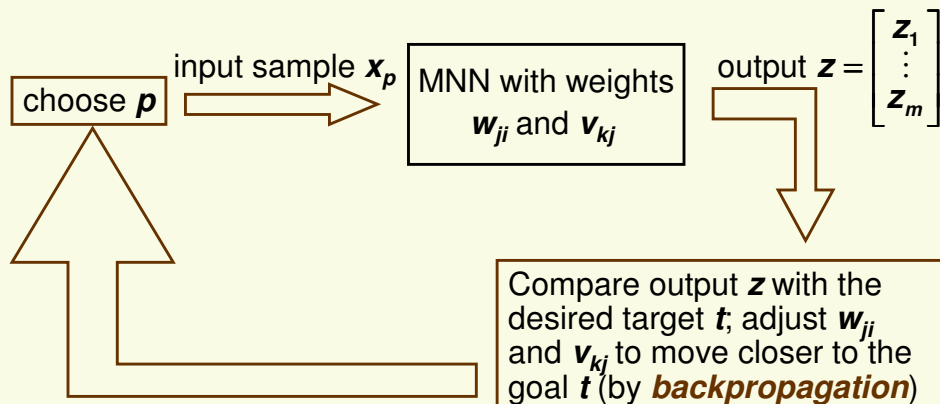 choose p
input sample x_p
MNN with weights
w_ji and v_kj
output z = [z_1 ⋮ z_m]
Compare output z with the
desired target t; adjust w_ji
and v_kj to move closer to the
goal t (by backpropagation)